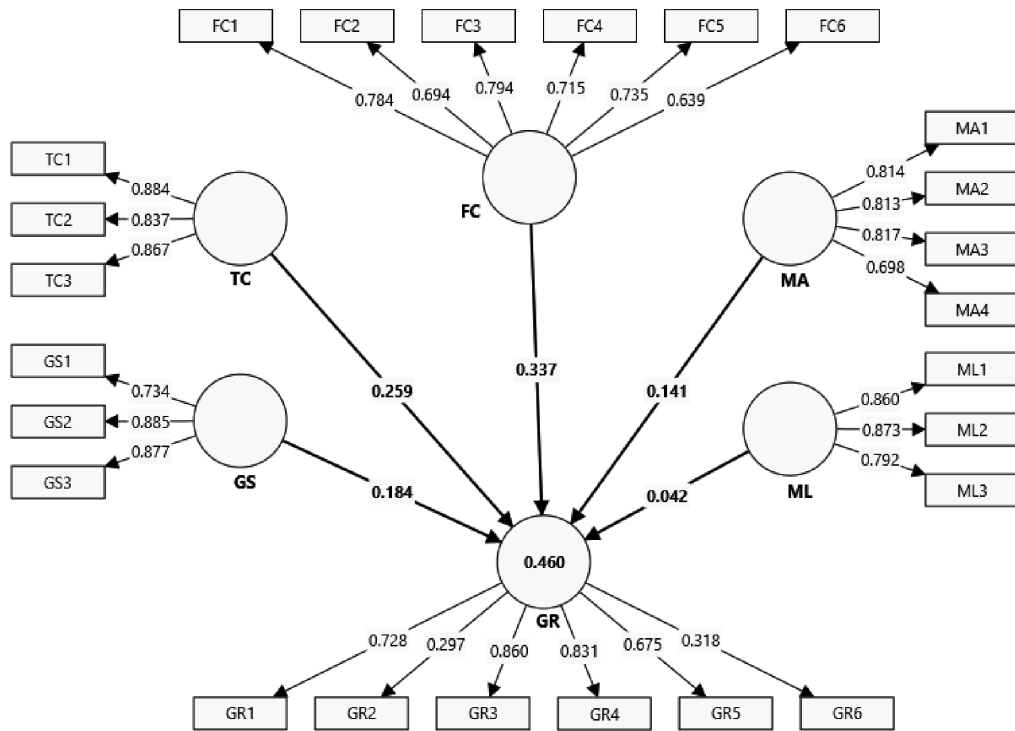 FC1 FC2 FC3 FC4 FC5 FC6
0.784 0.694 0.794 0.715 0.735 0.639
FC
TC1
TC2
TC3
0.884
0.837
0.867
TC
MA1
MA2
MA3
MA4
0.814
0.813
0.817
0.698
MA
GS1
GS2
GS3
0.734
0.885
0.877
GS
ML1
ML2
ML3
0.860
0.873
0.792
ML
0.259
0.337
0.141
0.184
0.042
0.460
GR
0.728 0.297 0.860 0.831 0.675 0.318
GR1 GR2 GR3 GR4 GR5 GR6